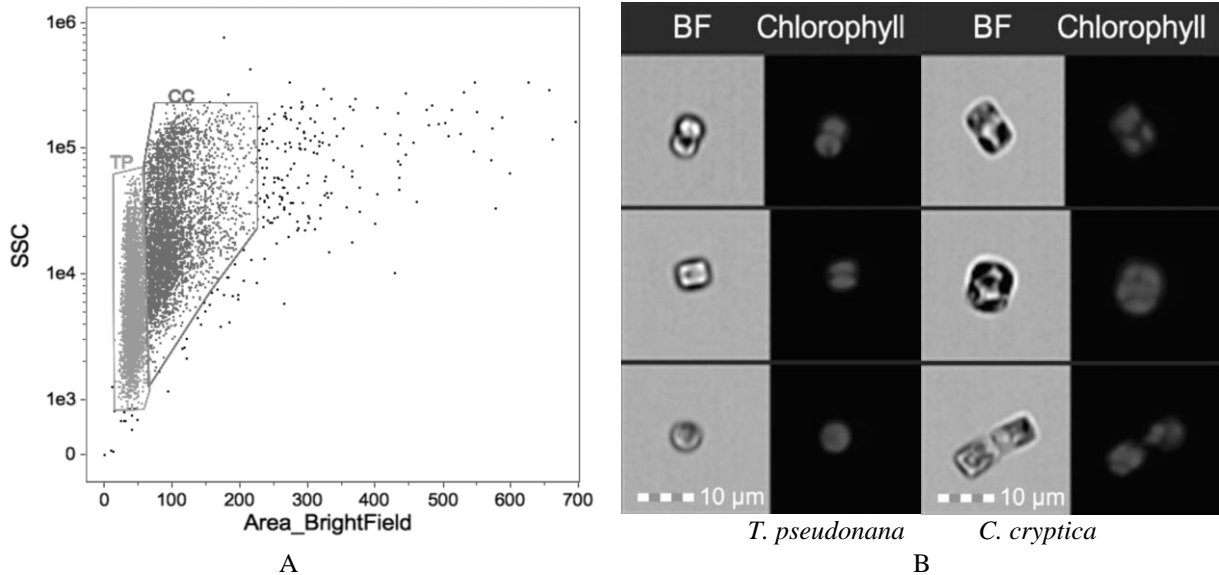 1e6
1e5
1e4
1e3
0
SSC
CC
TP
0 100 200 300 400 500 600 700
Area_BrightField
A
BF Chlorophyll BF Chlorophyll
10 μm 10 μm
T. pseudonana C. cryptica
B